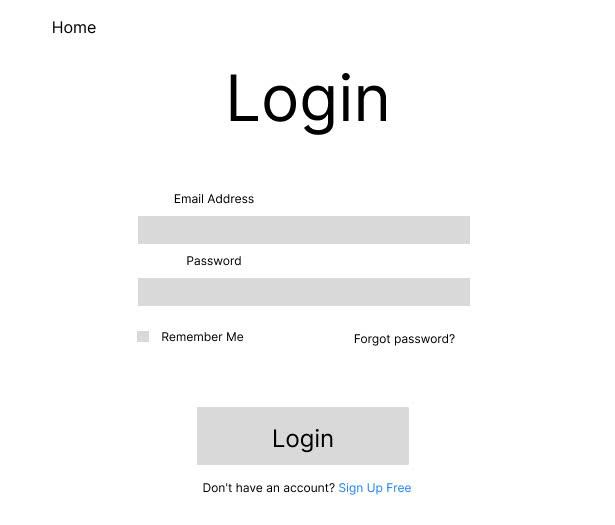 Home
Login
Email Address
Password
Remember Me
Forgot password?
Login
Don't have an account? Sign Up Free